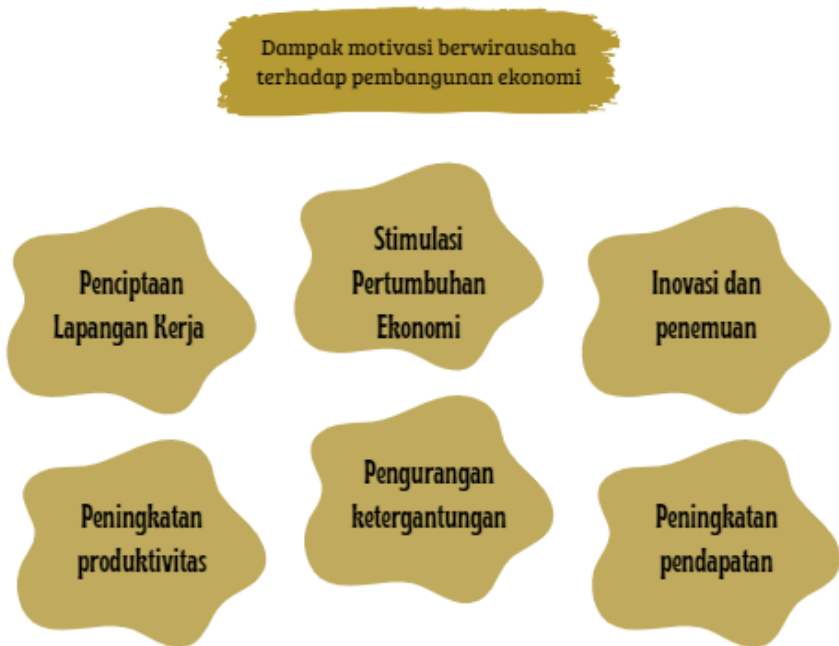 Dampak motivasi berwirausaha
terhadap pembangunan ekonomi
Penciptaan
Lapangan Kerja
Stimulasi
Pertumbuhan
Ekonomi
Inovasi dan
penemuan
Peningkatan
produktivitas
Pengurangan
ketergantungan
Peningkatan
pendapatan